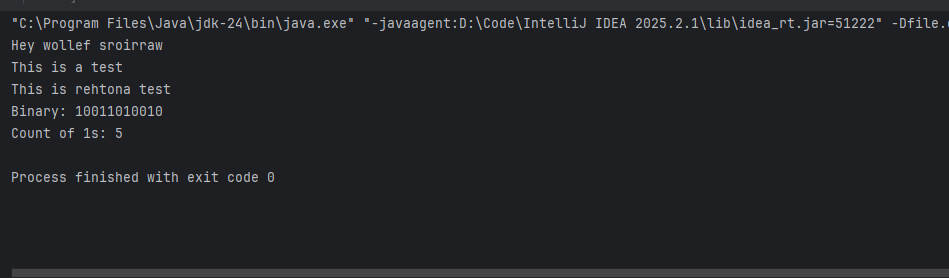 "C:\Program Files\Java\jdk-24\bin\java.exe" "-javaagent:D:\Code\IntelliJ IDEA 2025.2.1\lib\idea_rt.jar=51222" -Dfile.
Hey wollef sroirraw
This is a test
This is rehtona test
Binary: 10011010010
Count of 1s: 5
Process finished with exit code 0